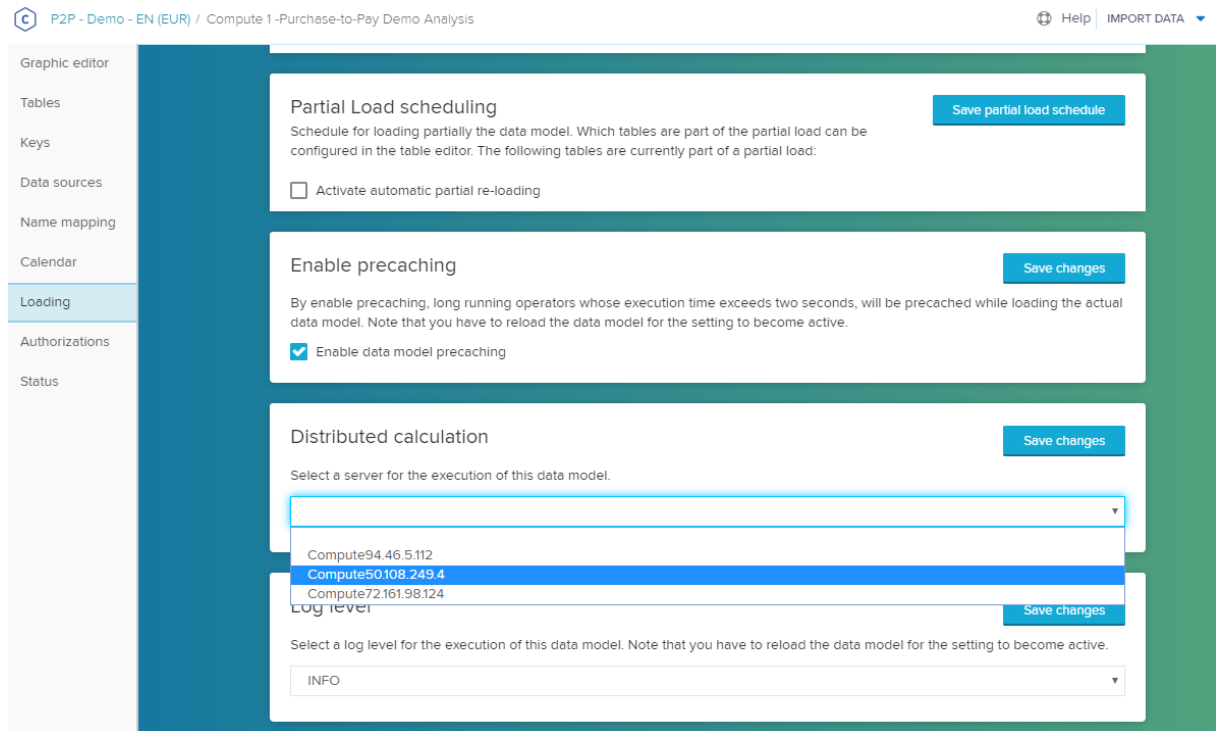 C P2P - Demo - EN (EUR) / Compute 1 -Purchase-to-Pay Demo Analysis
Help IMPORT DATA
Graphic editor
Tables
Keys
Data sources
Name mapping
Calendar
Loading
Authorizations
Status
Partial Load scheduling
Save partial load schedule
Schedule for loading partially the data model. Which tables are part of the partial load can be
configured in the table editor. The following tables are currently part of a partial load:
Activate automatic partial re-loading
Enable precaching
Save changes
By enable precaching, long running operators whose execution time exceeds two seconds, will be precached while loading the actual
data model. Note that you have to reload the data model for the setting to become active.
Enable data model precaching
Distributed calculation
Save changes
Select a server for the execution of this data model.
Compute94.46.5.112
Compute50.108.249.4
Compute72.161.98.124
Log level
Save changes
Select a log level for the execution of this data model. Note that you have to reload the data model for the setting to become active.
INFO